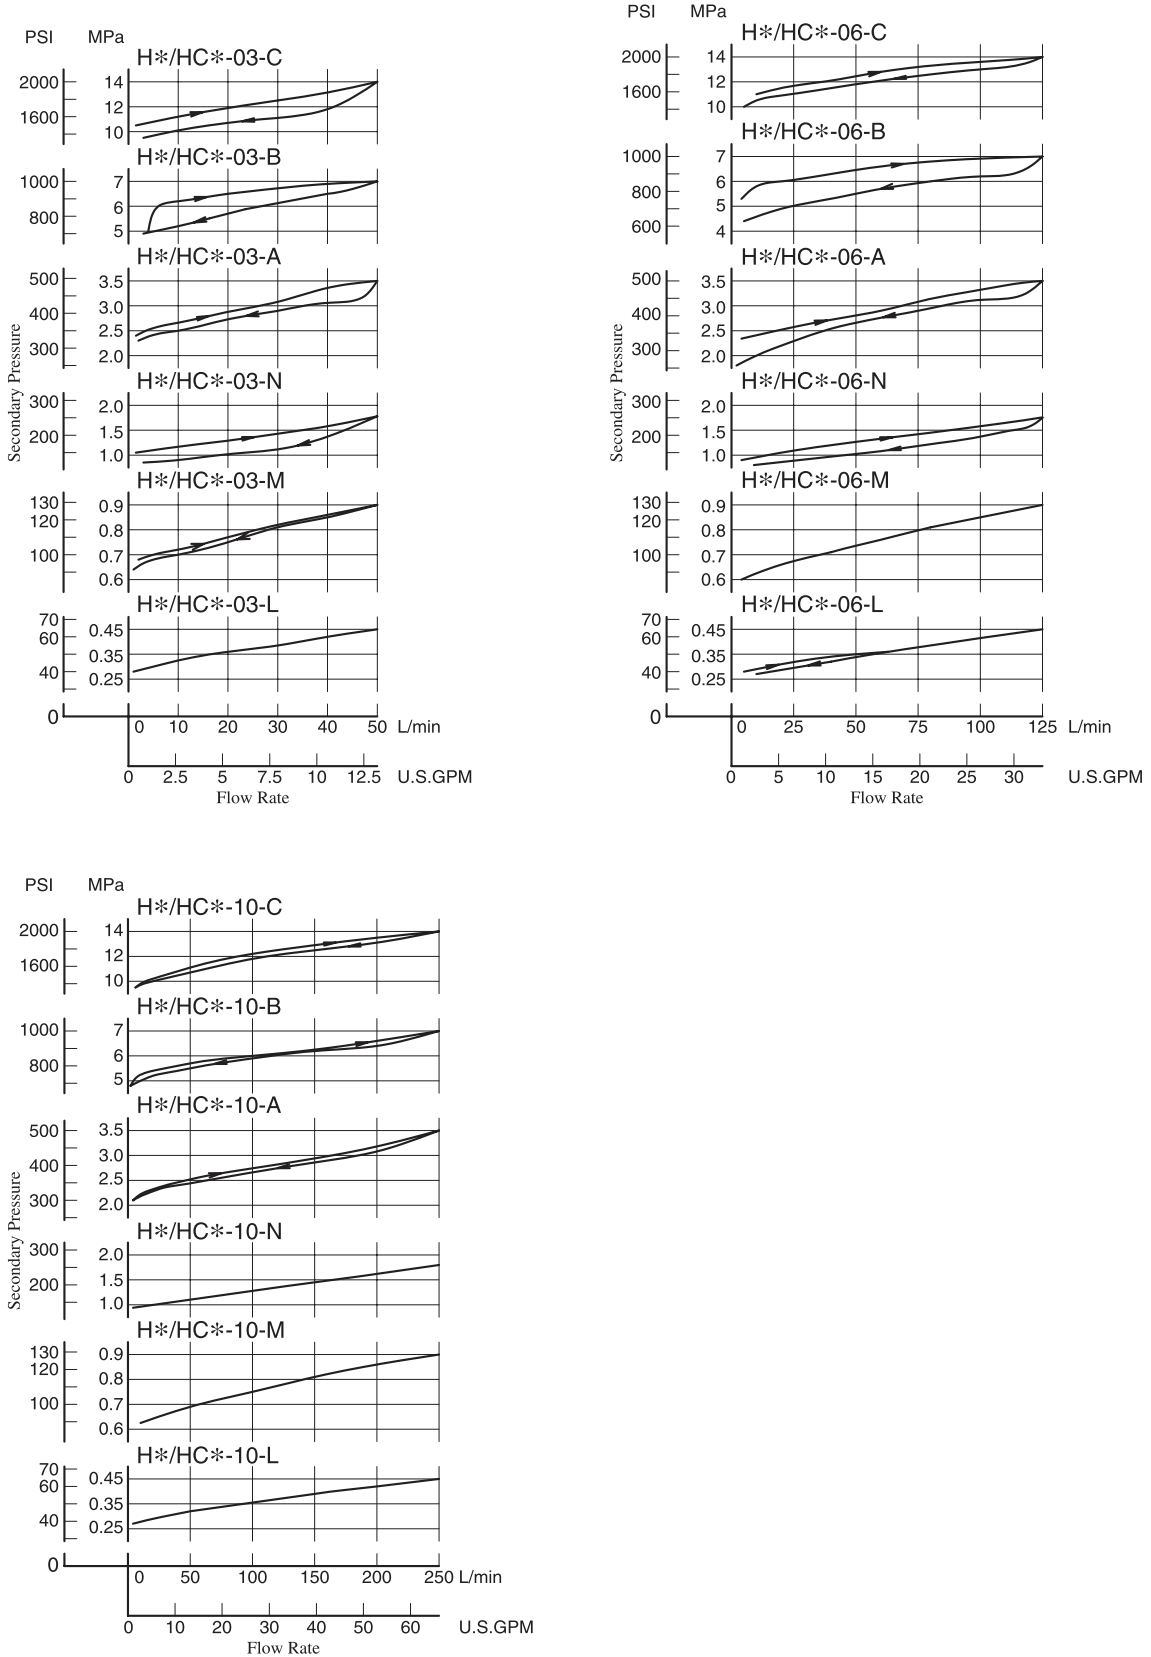 PSI MPa
H*/HC*-03-C
2000 14
12
1600
10
H*/HC*-03-B
1000 7
6
800
5
H*/HC*-03-A
500 3.5
3.0
400
2.5
300
2.0
H*/HC*-03-N
300 2.0
200 1.5
1.0
H*/HC*-03-M
130 0.9
120 0.8
100 0.7
0.6
H*/HC*-03-L
70 0.45
60
0.35
40
0.25
0
0 10 20 30 40 50 L/min
0 2.5 5 7.5 10 12.5 U.S.GPM
Flow Rate
Secondary Pressure
PSI MPa
H*/HC*-06-C
2000 14
12
1600
10
H*/HC*-06-B
1000 7
6
800
5
600
4
H*/HC*-06-A
500 3.5
3.0
400
2.5
300
2.0
H*/HC*-06-N
300 2.0
200 1.5
1.0
H*/HC*-06-M
130 0.9
120 0.8
100 0.7
0.6
H*/HC*-06-L
70 0.45
60
0.35
40
0.25
0
0 25 50 75 100 125 L/min
0 5 10 15 20 25 30 U.S.GPM
Flow Rate
Secondary Pressure
PSI MPa
H*/HC*-10-C
2000 14
12
1600
10
H*/HC*-10-B
1000 7
6
800
5
H*/HC*-10-A
500 3.5
3.0
400
2.5
300
2.0
H*/HC*-10-N
300 2.0
200 1.5
1.0
H*/HC*-10-M
130 0.9
120 0.8
100 0.7
0.6
H*/HC*-10-L
70 0.45
60
0.35
40
0.25
0
0 50 100 150 200 250 L/min
0 10 20 30 40 50 60 U.S.GPM
Flow Rate
Secondary Pressure